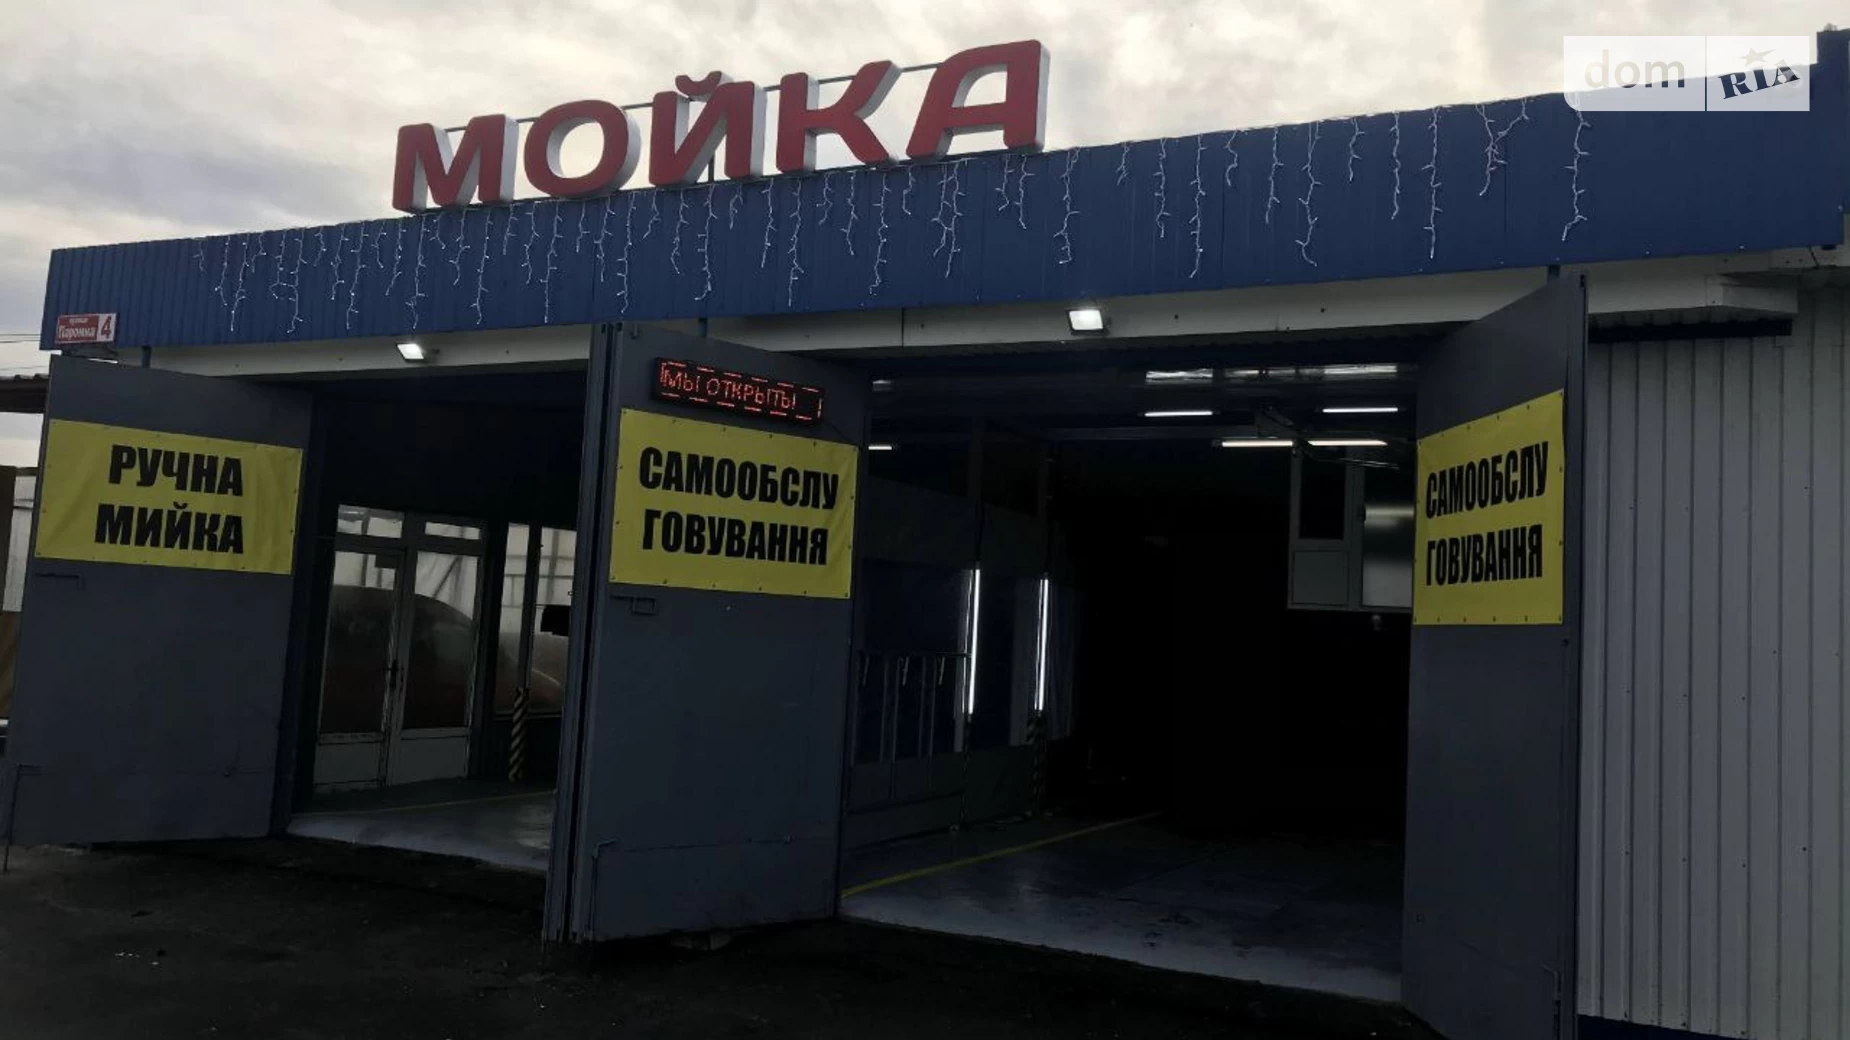 МОЙКА
dom RIA
Паромна 4
МЫ ОТКРЫТЫ
РУЧНА
МИЙКА
САМООБСЛУ
ГОВУВАННЯ
САМООБСЛУ
ГОВУВАННЯ